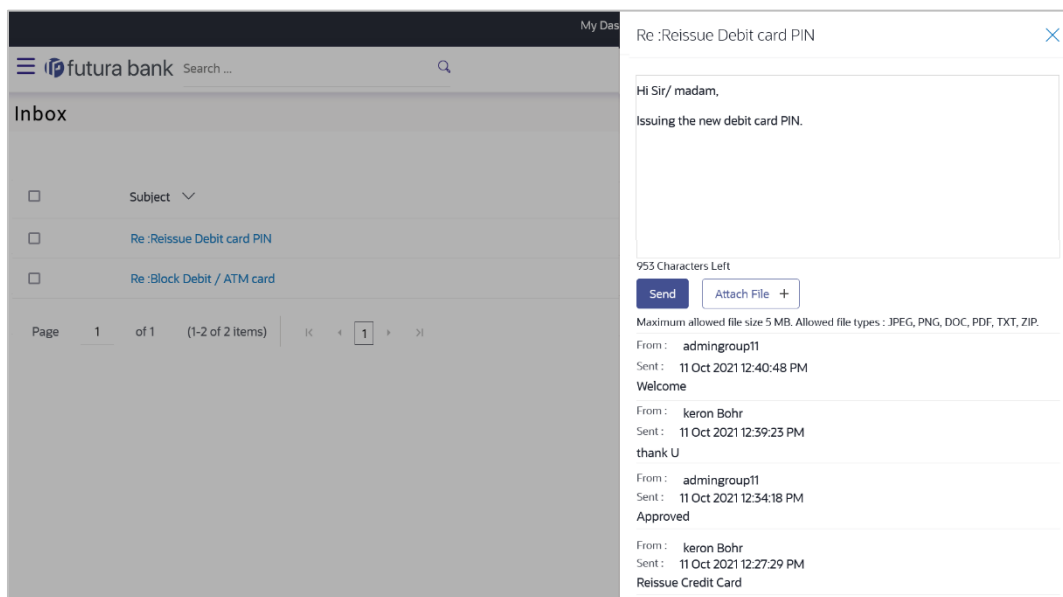 My Das
futura bank Search ...
Inbox
Subject
Re :Reissue Debit card PIN
Re :Block Debit / ATM card
Page 1 of 1 (1-2 of 2 items) 1
Re :Reissue Debit card PIN
Hi Sir/ madam,
Issuing the new debit card PIN.
953 Characters Left
Send Attach File +
Maximum allowed file size 5 MB. Allowed file types : JPEG, PNG, DOC, PDF, TXT, ZIP.
From : admingroup11
Sent : 11 Oct 2021 12:40:48 PM
Welcome
From : keron Bohr
Sent : 11 Oct 2021 12:39:23 PM
thank U
From : admingroup11
Sent : 11 Oct 2021 12:34:18 PM
Approved
From : keron Bohr
Sent : 11 Oct 2021 12:27:29 PM
Reissue Credit Card